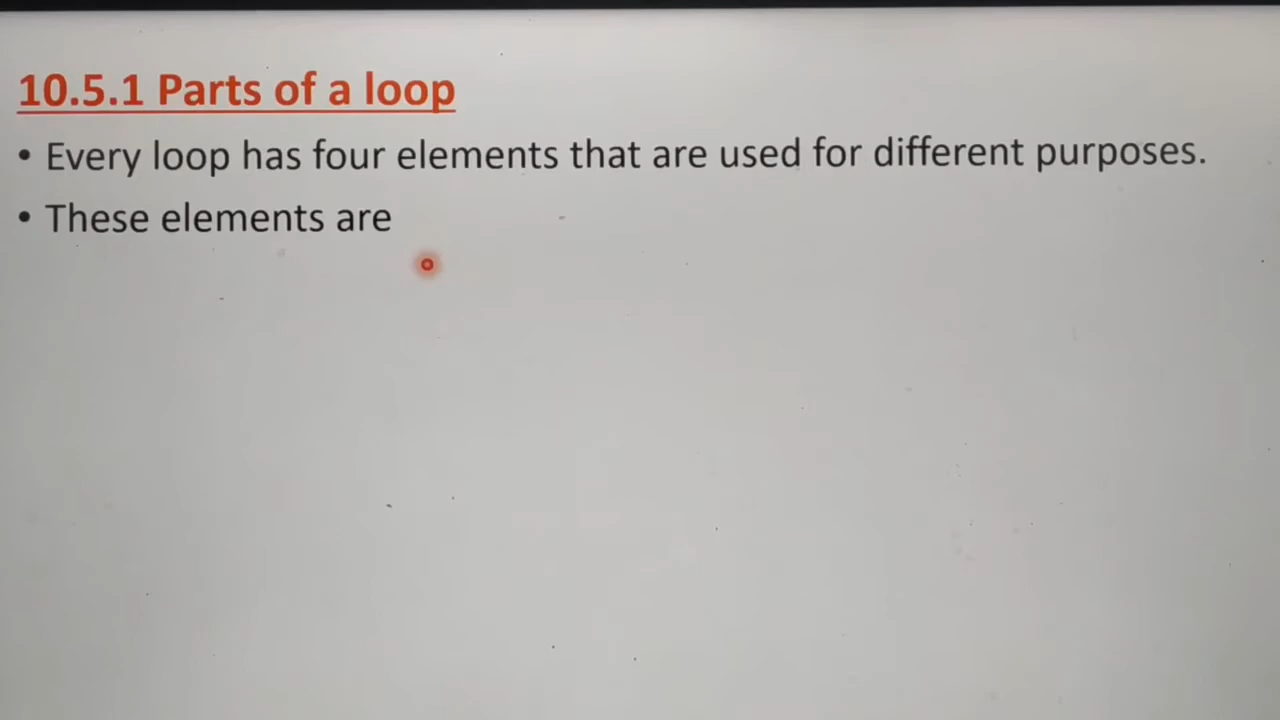 10.5.1 Parts of a loop
• Every loop has four elements that are used for different purposes.
• These elements are